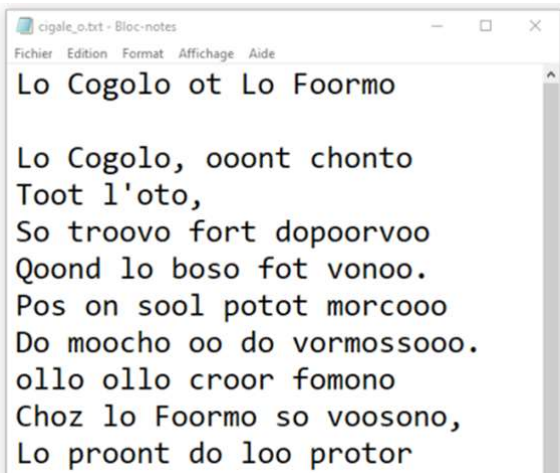 cigale_o.txt - Bloc-notes
Fichier Edition Format Affichage Aide
Lo Cogolo ot Lo Foormo
Lo Cogolo, ooont chonto
Toot l'oto,
So troovo fort dopoorvoo
Qoond lo boso fot vonoo.
Pos on sool potot morcooo
Do moocho oo do vormossooo.
ollo ollo croor fomono
Choz lo Foormo so voosono,
Lo proont do loo protor